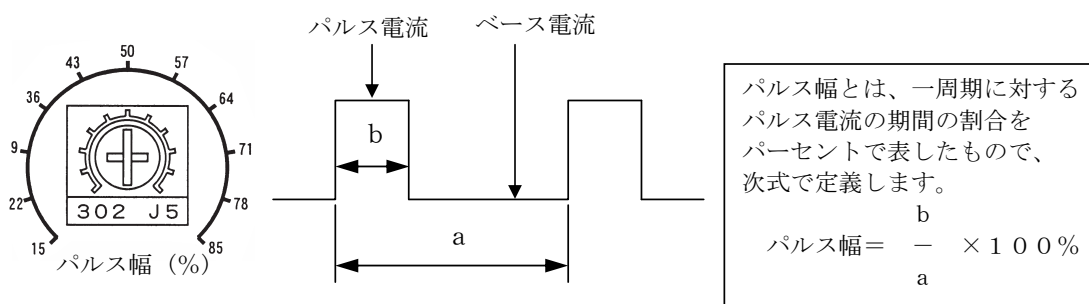 15
22
9
36
43
50
57
64
71
78
85
302 J5
パルス幅 (%)
パルス電流
ベース電流
b
a
パルス幅とは、一周期に対する
パルス電流の期間の割合を
パーセントで表したもので、
次式で定義します。
b
パルス幅= − ×100%
a